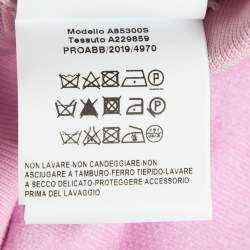 Modello A85300S
Tessuto A229859
PROABB/2019/4970
NON LAVARE-NON CANDEGGIARE-NON
ASCIUGARE A TAMBURO-FERRO TIEPIDO-LAVARE
A SECCO DELICATO-PROTEGGERE ACCESSORI
PRIMA DEL LAVAGGIO